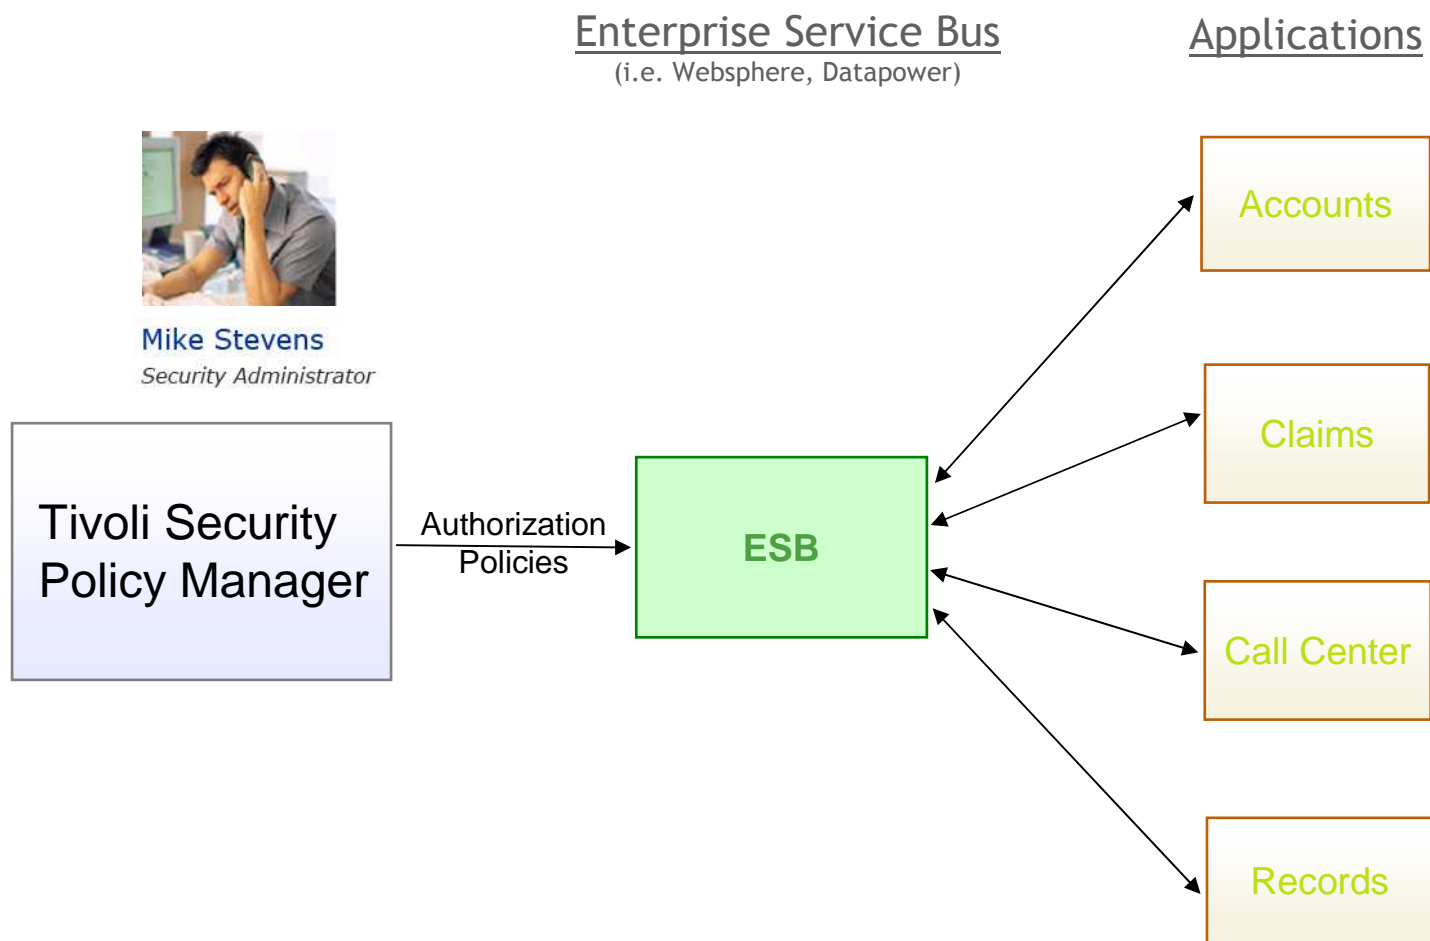 Enterprise Service Bus
(i.e. Websphere, Datapower)
Applications
Mike Stevens
Security Administrator
Tivoli Security
Policy Manager
Authorization
Policies
ESB
Accounts
Claims
Call Center
Records